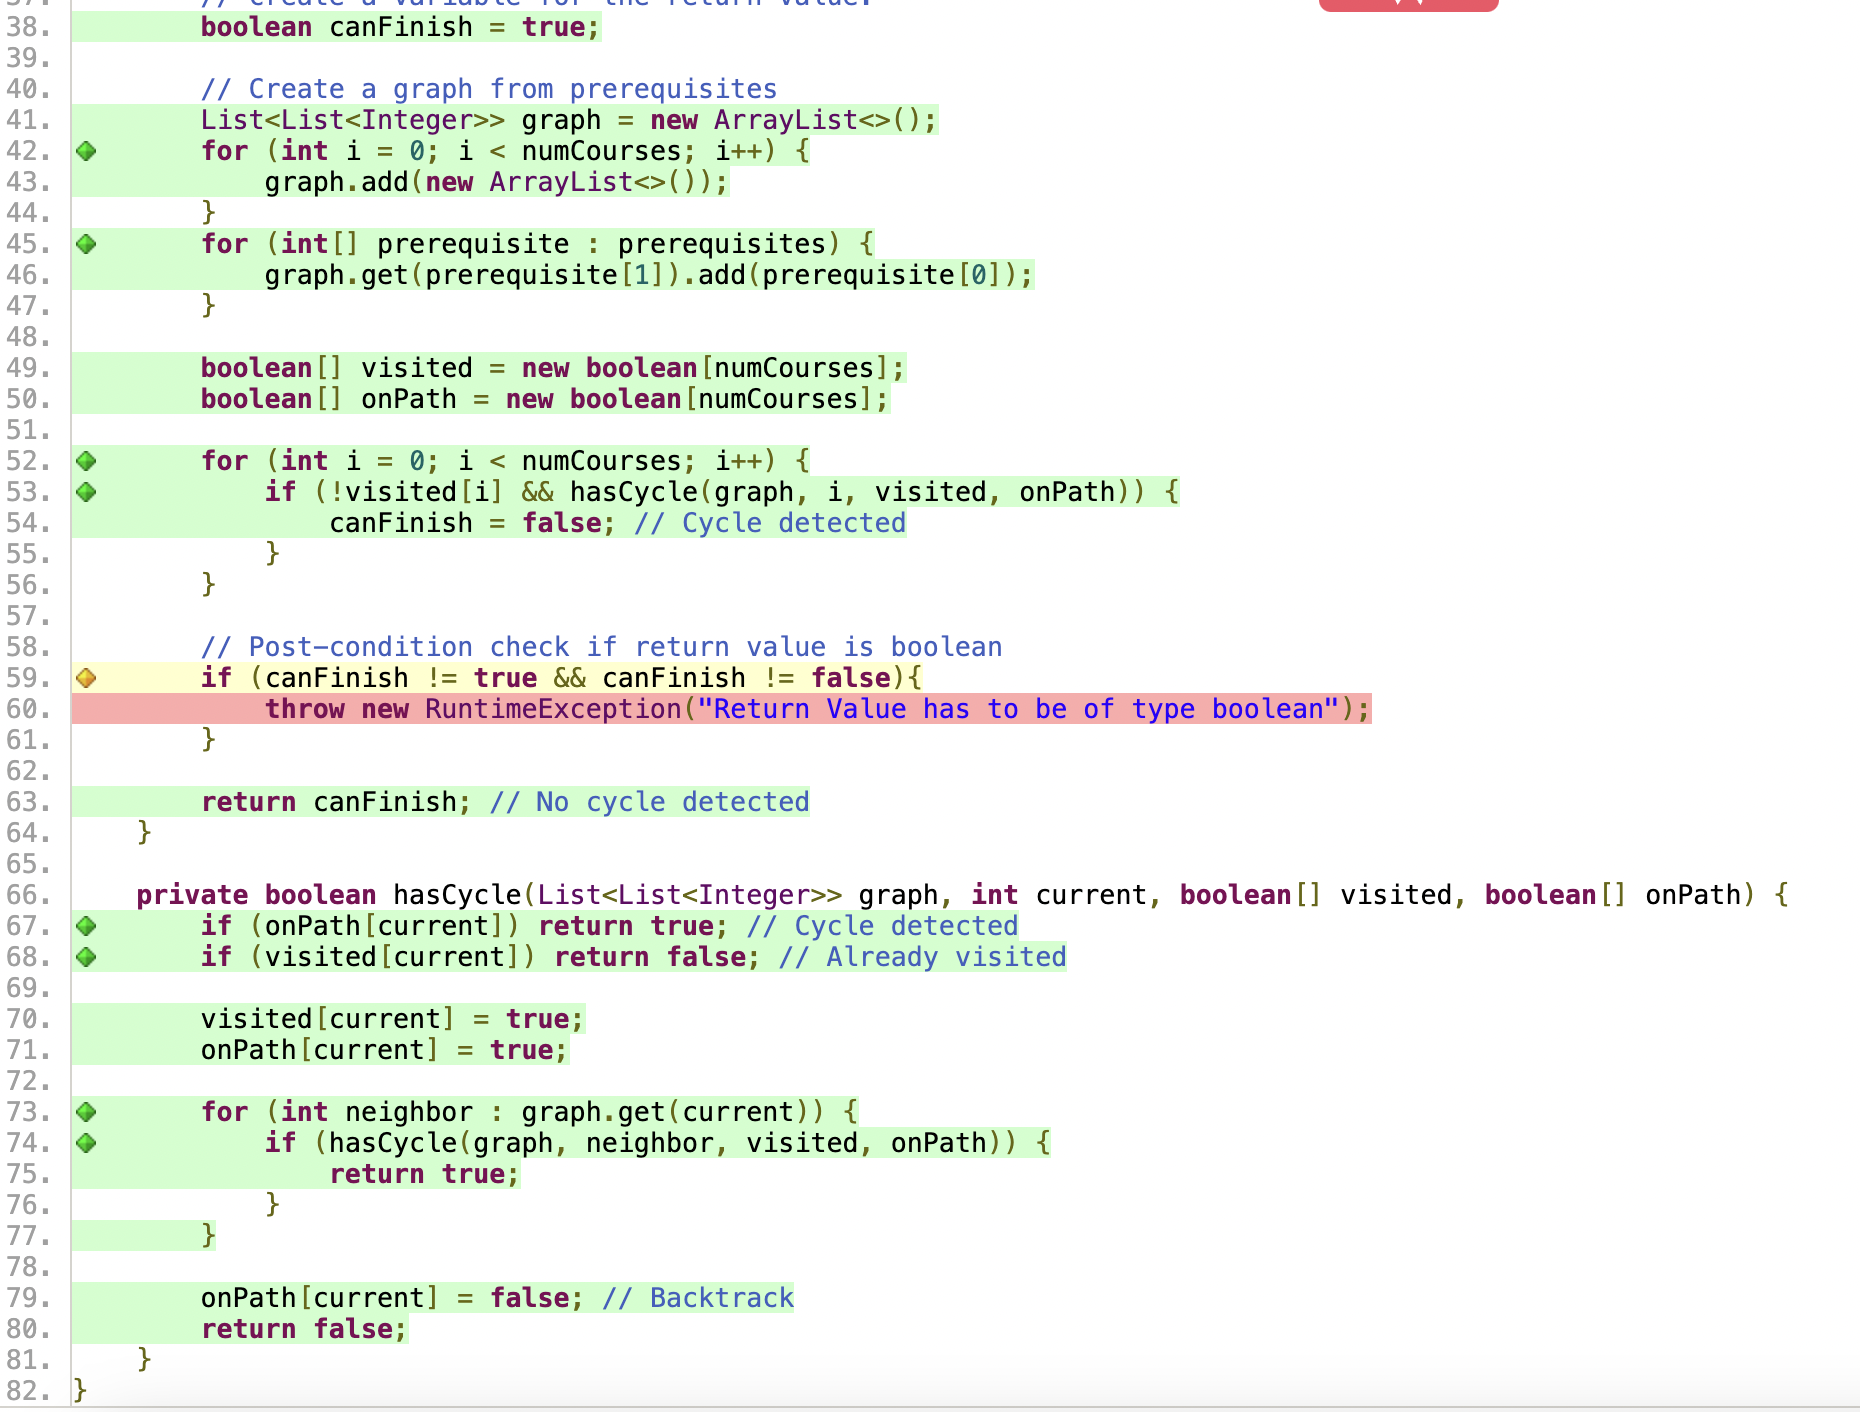 37. // Create a variable for the return value.
38. boolean canFinish = true;
39.
40. // Create a graph from prerequisites
41. List<List<Integer>> graph = new ArrayList<>();
42. for (int i = 0; i < numCourses; i++) {
43. graph.add(new ArrayList<>());
44. }
45. for (int[] prerequisite : prerequisites) {
46. graph.get(prerequisite[1]).add(prerequisite[0]);
47. }
48.
49. boolean[] visited = new boolean[numCourses];
50. boolean[] onPath = new boolean[numCourses];
51.
52. for (int i = 0; i < numCourses; i++) {
53. if (!visited[i] && hasCycle(graph, i, visited, onPath)) {
54. canFinish = false; // Cycle detected
55. }
56. }
57.
58. // Post-condition check if return value is boolean
59. if (canFinish != true && canFinish != false){
60. throw new RuntimeException("Return Value has to be of type boolean");
61. }
62.
63. return canFinish; // No cycle detected
64. }
65.
66. private boolean hasCycle(List<List<Integer>> graph, int current, boolean[] visited, boolean[] onPath) {
67. if (onPath[current]) return true; // Cycle detected
68. if (visited[current]) return false; // Already visited
69.
70. visited[current] = true;
71. onPath[current] = true;
72.
73. for (int neighbor : graph.get(current)) {
74. if (hasCycle(graph, neighbor, visited, onPath)) {
75. return true;
76. }
77. }
78.
79. onPath[current] = false; // Backtrack
80. return false;
81. }
82. }